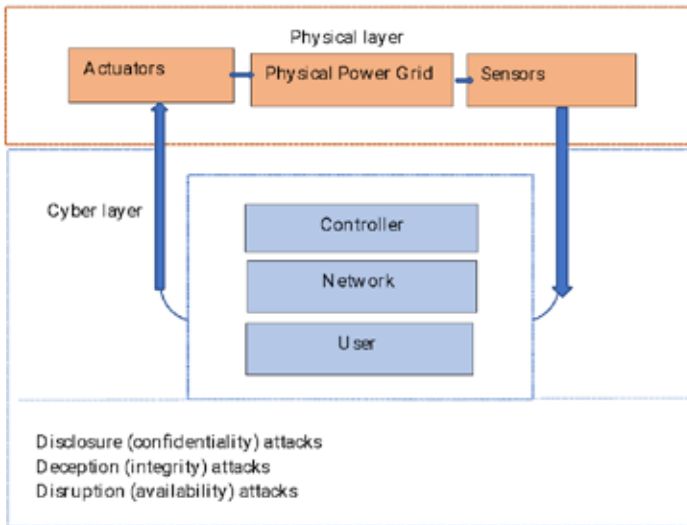 Physical layer
Actuators
Physical Power Grid
Sensors
Cyber layer
Controller
Network
User
Disclosure (confidentiality) attacks
Deception (integrity) attacks
Disruption (availability) attacks